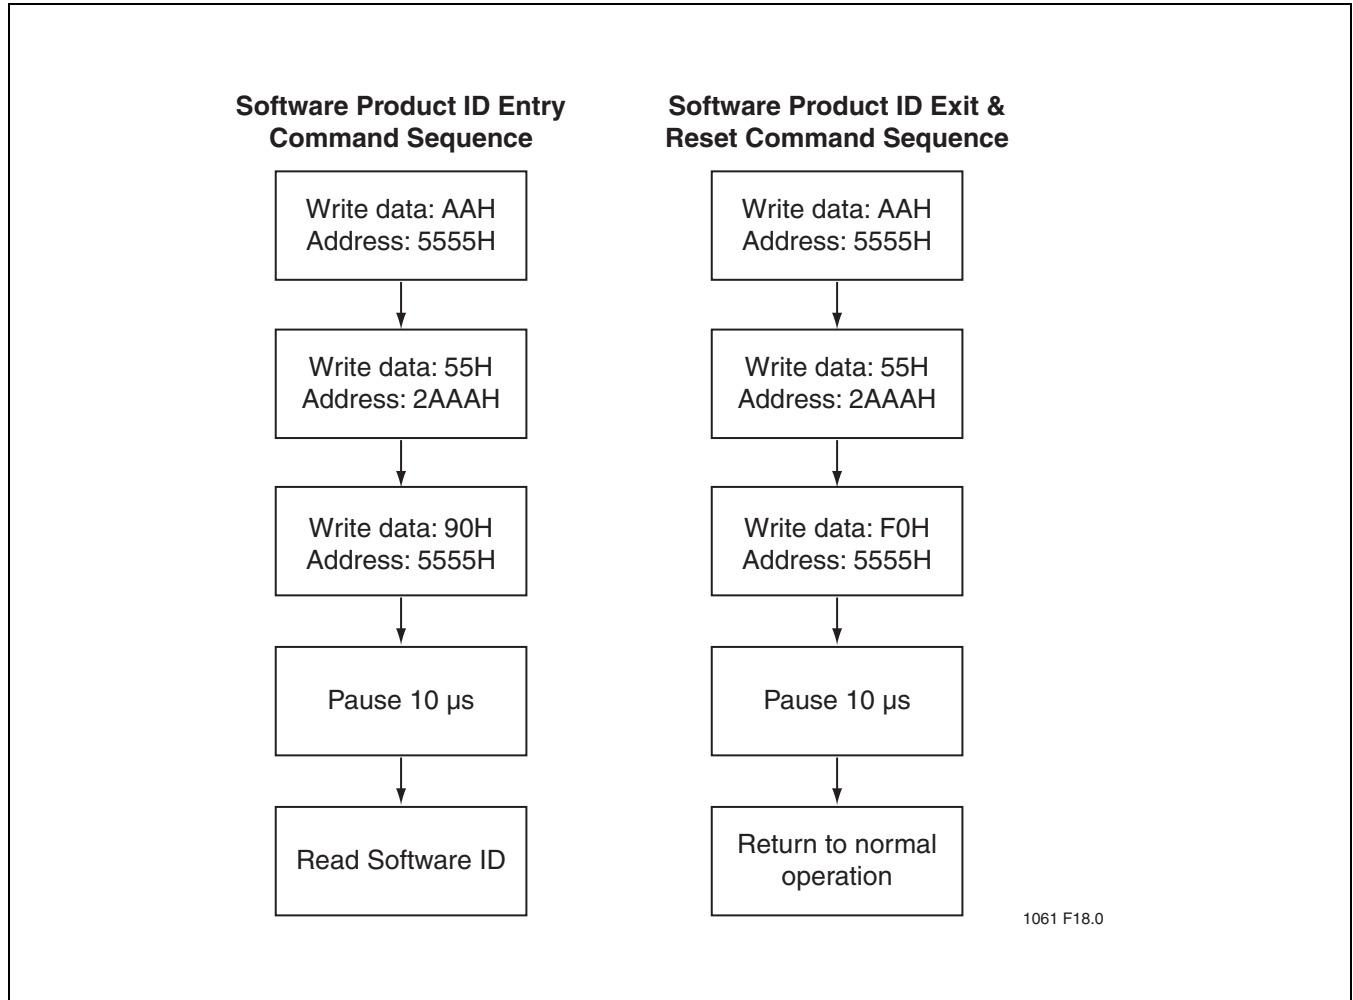 Software Product ID Entry
Command Sequence
Write data: AAH
Address: 5555H
Write data: 55H
Address: 2AAAH
Write data: 90H
Address: 5555H
Pause 10 µs
Read Software ID
Software Product ID Exit &
Reset Command Sequence
Write data: AAH
Address: 5555H
Write data: 55H
Address: 2AAAH
Write data: F0H
Address: 5555H
Pause 10 µs
Return to normal
operation
1061 F18.0